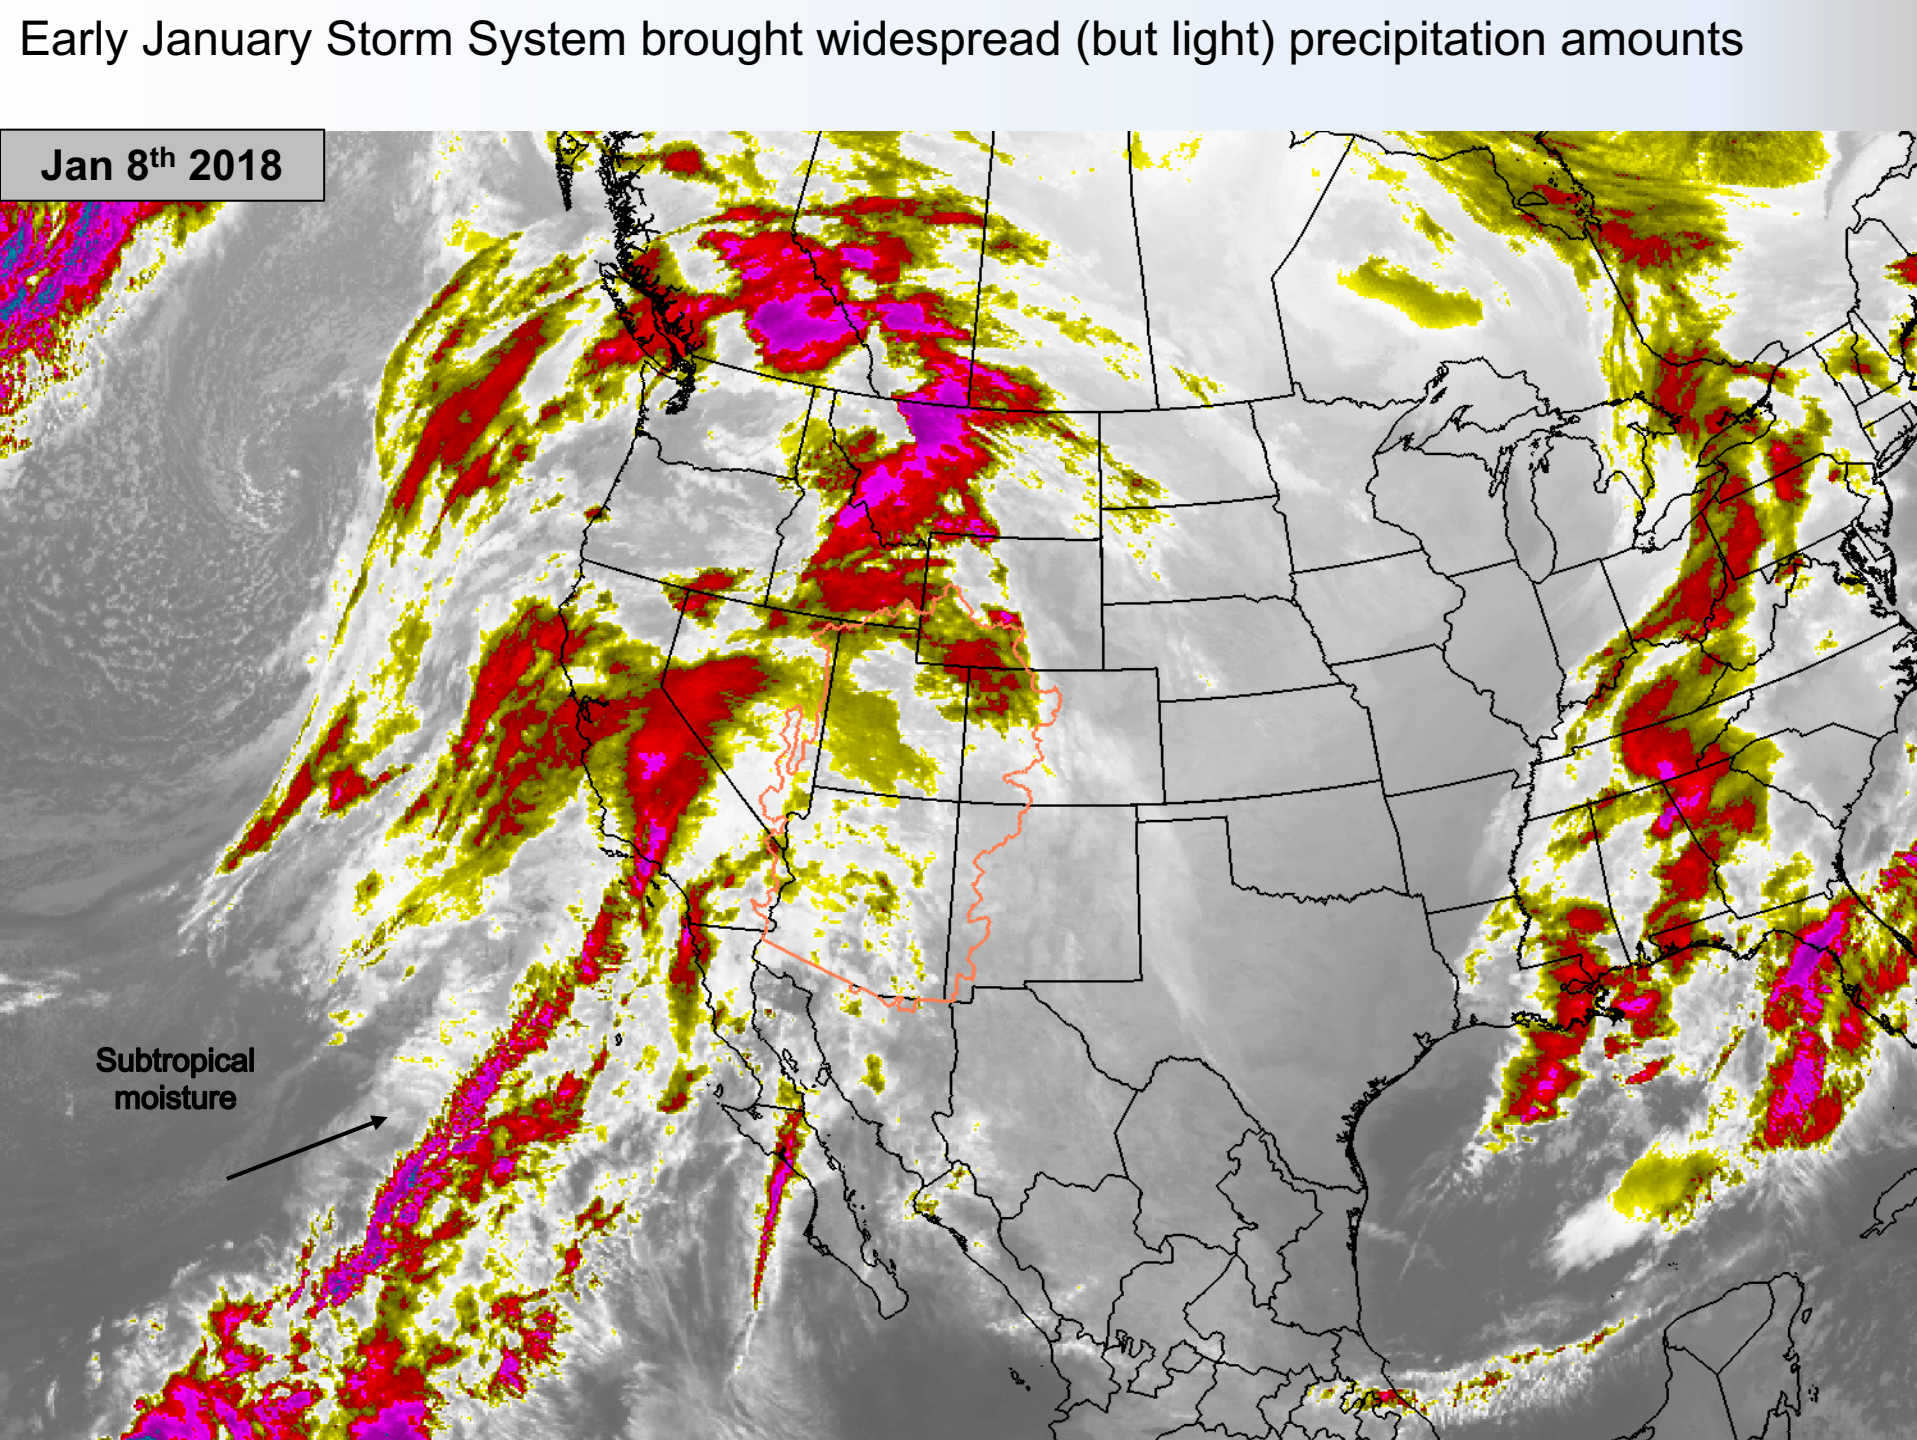 Early January Storm System brought widespread (but light) precipitation amounts
Jan 8th 2018
Subtropical
moisture